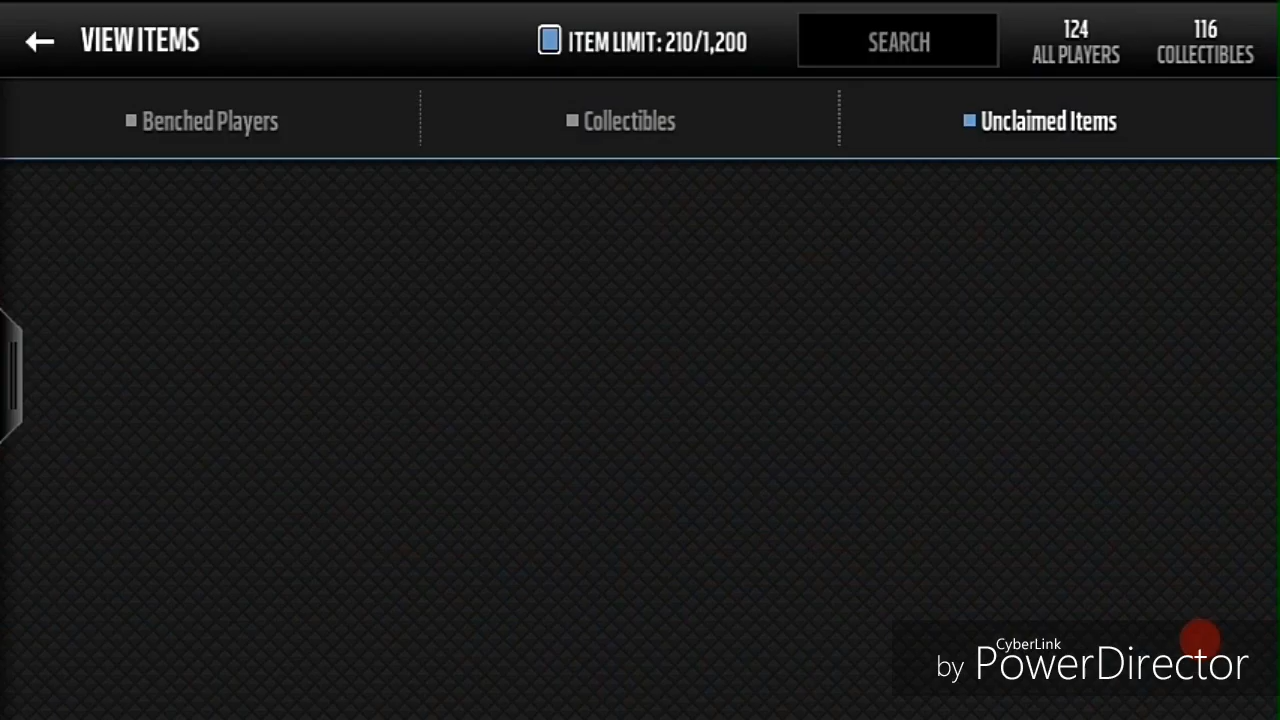 VIEW ITEMS
ITEM LIMIT: 210/1,200
SEARCH
124
ALL PLAYERS
116
COLLECTIBLES
Benched Players
Collectibles
Unclaimed Items
CyberLink
by PowerDirector